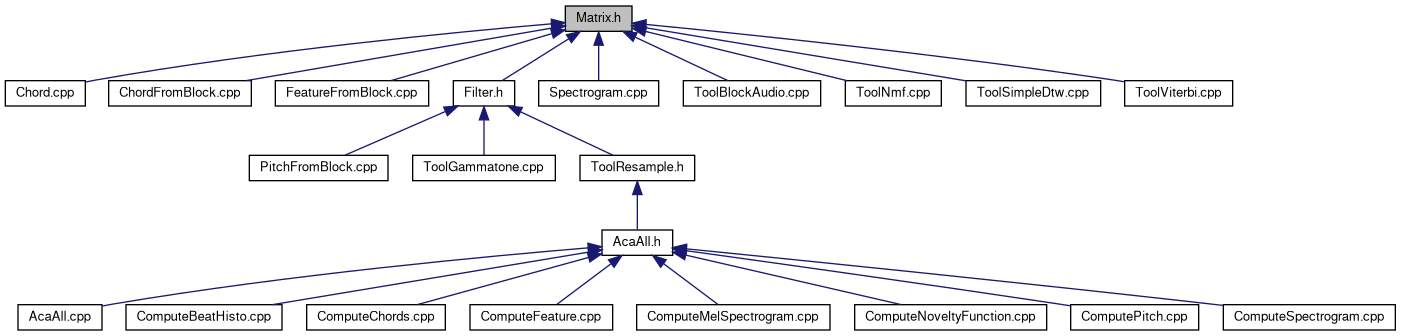 Matrix.h
Chord.cpp
ChordFromBlock.cpp
FeatureFromBlock.cpp
Filter.h
Spectrogram.cpp
ToolBlockAudio.cpp
ToolNmf.cpp
ToolSimpleDtw.cpp
ToolViterbi.cpp
PitchFromBlock.cpp
ToolGammatone.cpp
ToolResample.h
AcaAll.h
AcaAll.cpp
ComputeBeatHisto.cpp
ComputeChords.cpp
ComputeFeature.cpp
ComputeMelSpectrogram.cpp
ComputeNoveltyFunction.cpp
ComputePitch.cpp
ComputeSpectrogram.cpp